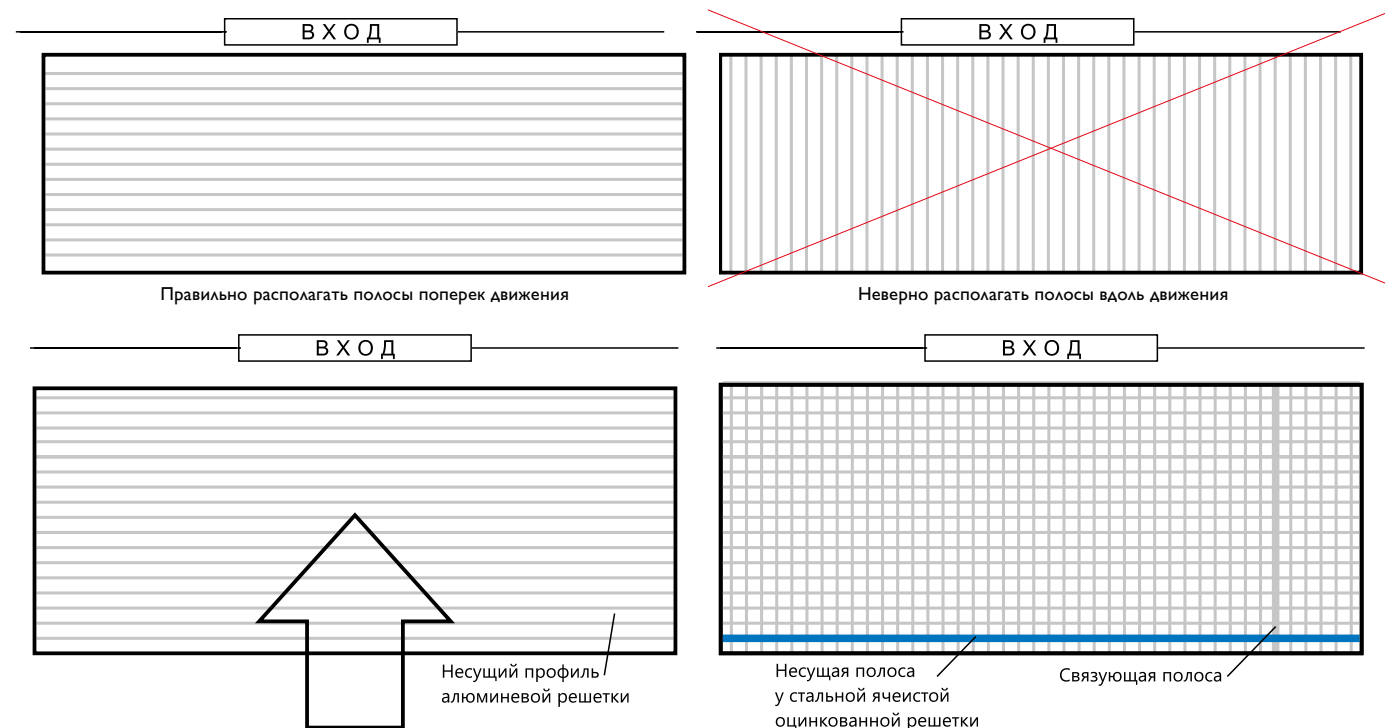 ВХОД
ВХОД
Правильно располагать полосы поперек движения
Неверно располагать полосы вдоль движения
ВХОД
ВХОД
Несущий профиль
алюминевой решетки
Несущая полоса
у стальной ячеистой
оцинкованной решетки
Связующая полоса